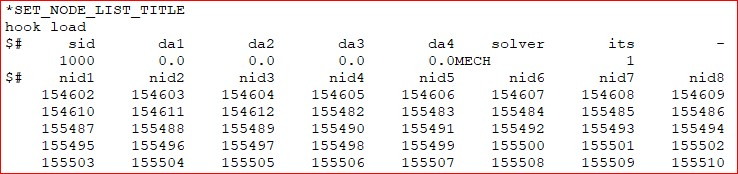 *SET_NODE_LIST_TITLE
hook load
$#     sid       da1       da2       da3       da4    solver       its         -
      1000       0.0       0.0       0.0       0.0MECH               1
$#    nid1      nid2      nid3      nid4      nid5      nid6      nid7      nid8
    154602    154603    154604    154605    154606    154607    154608    154609
    154610    154611    154612    155482    155483    155484    155485    155486
    155487    155488    155489    155490    155491    155492    155493    155494
    155495    155496    155497    155498    155499    155500    155501    155502
    155503    155504    155505    155506    155507    155508    155509    155510